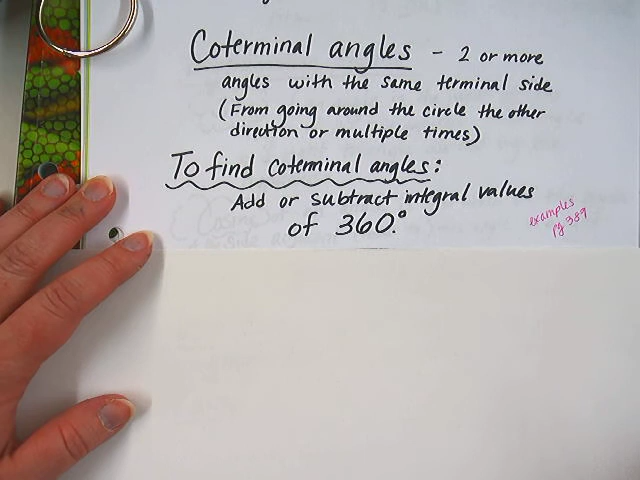 Coterminal angles - 2 or more
angles with the same terminal side
(From going around the circle the other
direction or multiple times)
To find coterminal angles:
Add or subtract integral values
of 360.°
examples
pg 389